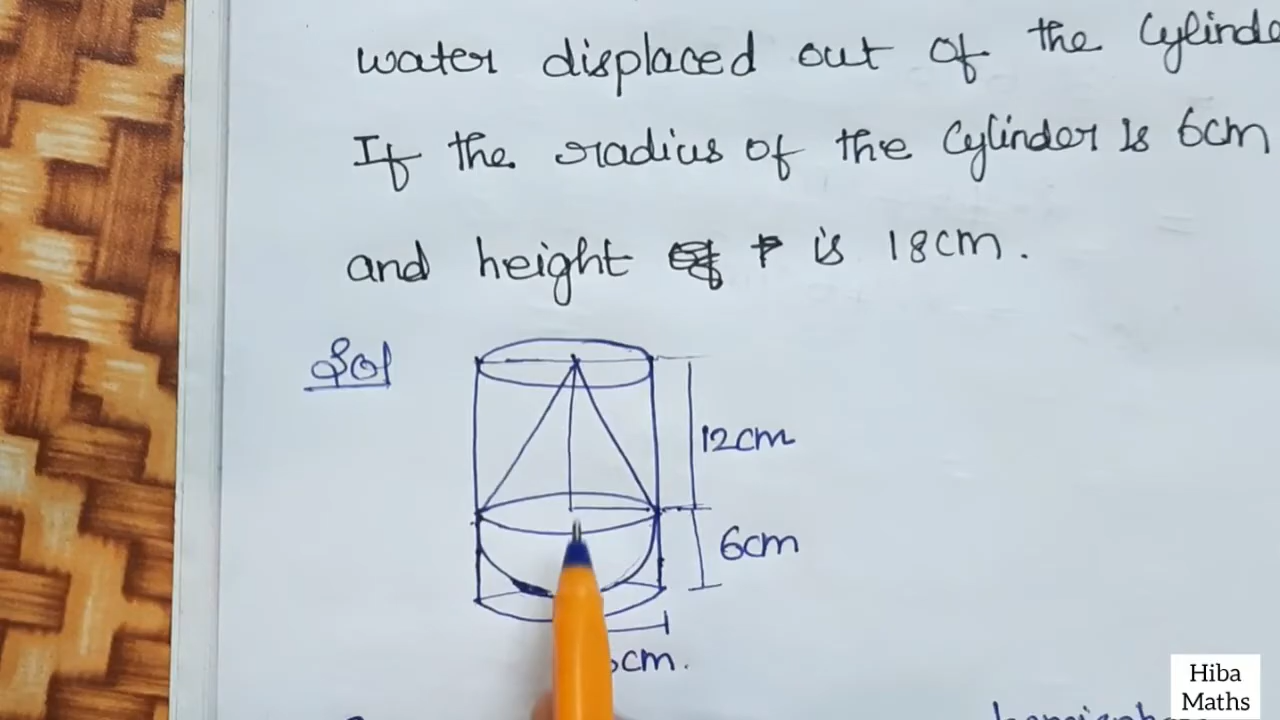 water displaced out of the Cylinde
If the radius of the Cylinder is 6cm
and height is 18cm.
Sol
12cm
6cm
cm.
Hiba
Maths